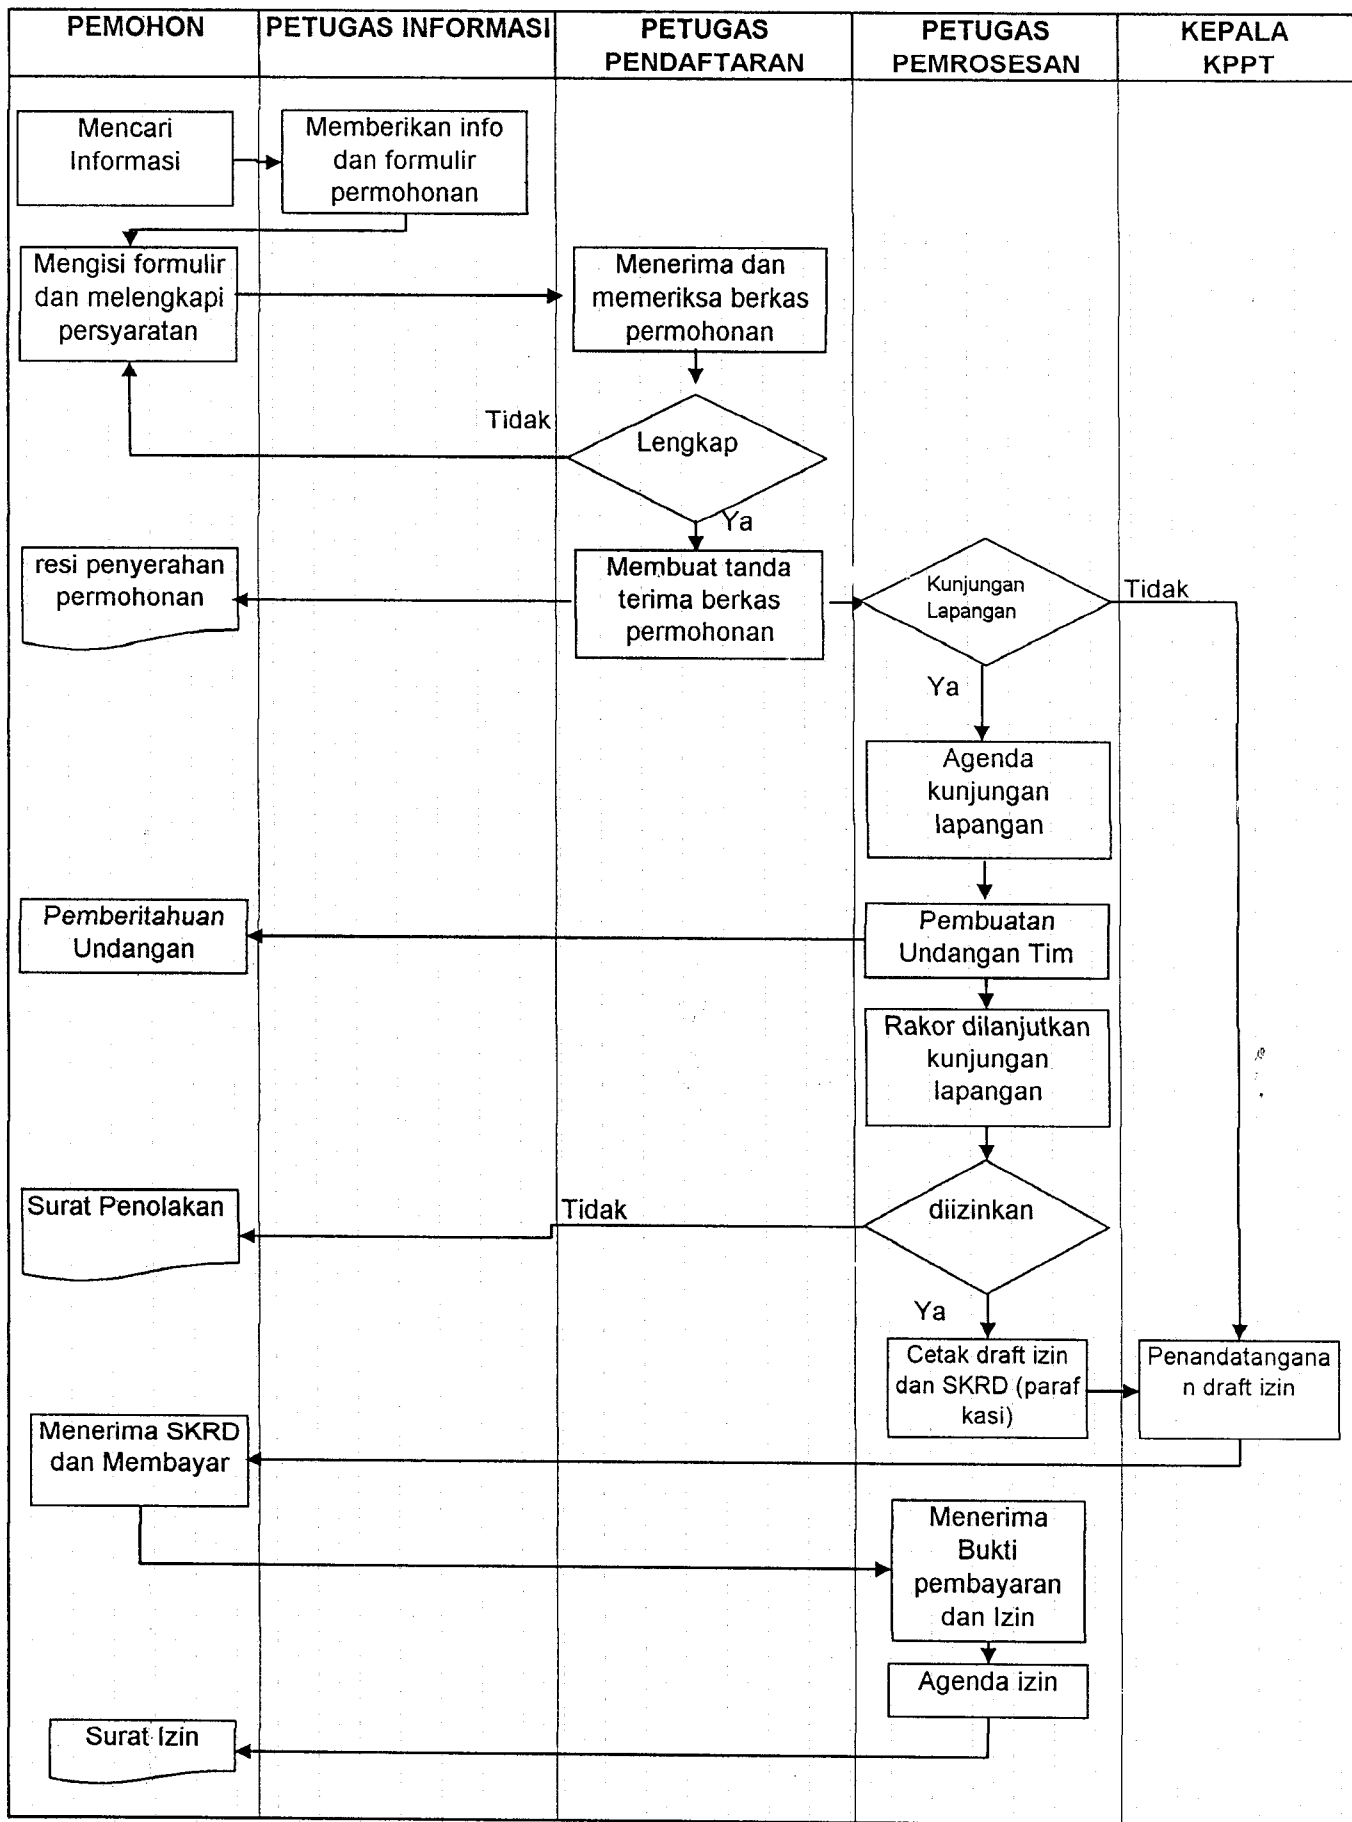 PEMOHON
PETUGAS INFORMASI
PETUGAS
PENDAFTARAN
PETUGAS
PEMROSESAN
KEPALA
KPPT
Mencari
Informasi
Memberikan info
dan formulir
permohonan
Mengisi formulir
dan melengkapi
persyaratan
Menerima dan
memeriksa berkas
permohonan
Tidak
Lengkap
Ya
resi penyerahan
permohonan
Membuat tanda
terima berkas
permohonan
Kunjungan
Lapangan
Tidak
Ya
Agenda
kunjungan
lapangan
Pemberitahuan
Undangan
Pembuatan
Undangan Tim
Rakor dilanjutkan
kunjungan
lapangan
Surat Penolakan
Tidak
diizinkan
Ya
Cetak draft izin
dan SKRD (paraf
kasi)
Penandatangana
n draft izin
Menerima SKRD
dan Membayar
Menerima
Bukti
pembayaran
dan Izin
Agenda izin
Surat Izin